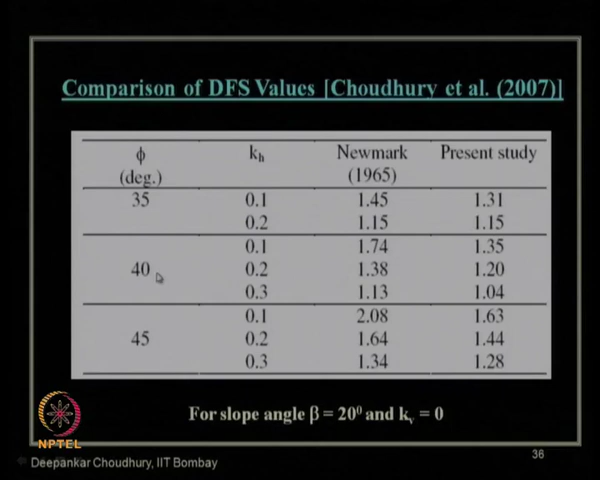 Comparison of DFS Values [Choudhury et al. (2007)]
ϕ kh Newmark Present study
(deg.) (1965)
35 0.1 1.45 1.31
0.2 1.15 1.15
0.1 1.74 1.35
40 0.2 1.38 1.20
0.3 1.13 1.04
0.1 2.08 1.63
45 0.2 1.64 1.44
0.3 1.34 1.28
For slope angle β = 20⁰ and kᵥ = 0
NPTEL
Deepankar Choudhury, IIT Bombay
36